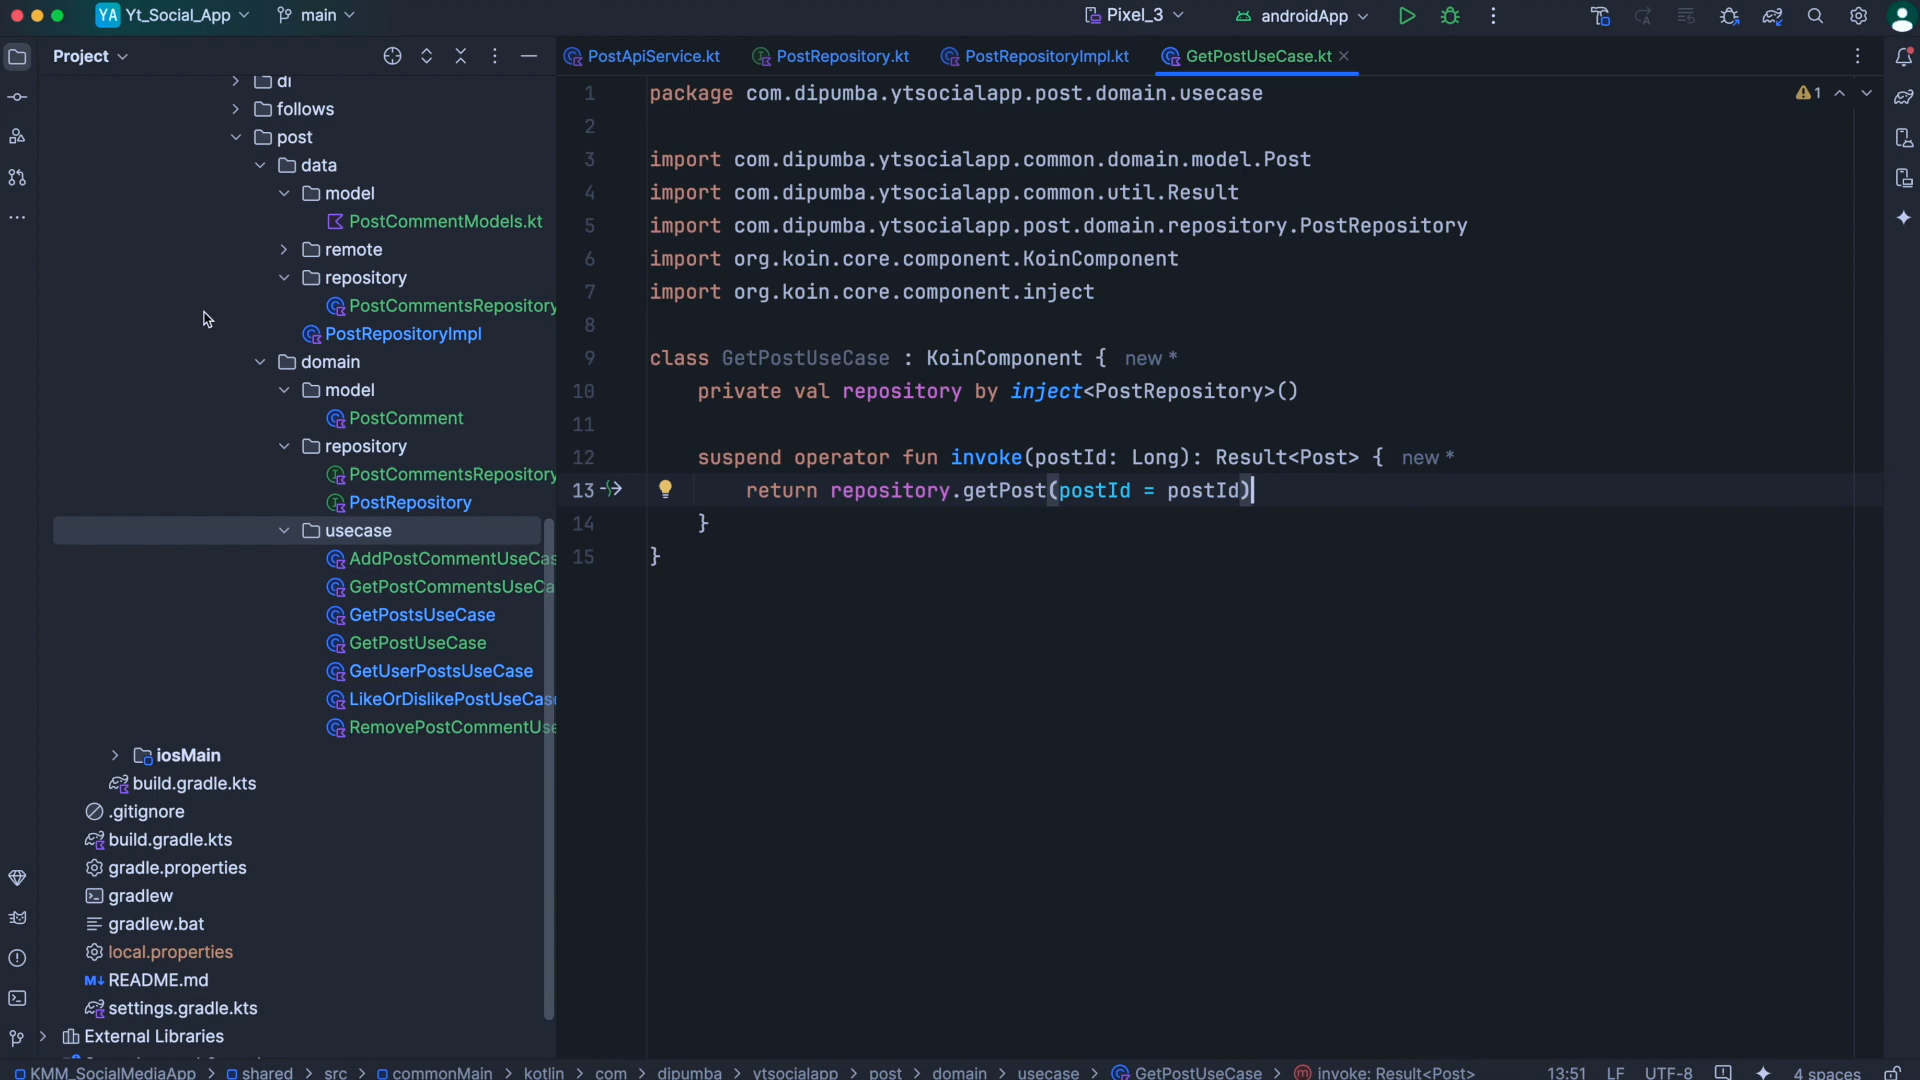 YA Yt_Social_App main Pixel_3 androidApp
Project
PostApiService.kt PostRepository.kt PostRepositoryImpl.kt GetPostUseCase.kt
di
follows
post
data
model
PostCommentModels.kt
remote
repository
PostCommentsRepository
PostRepositoryImpl
domain
model
PostComment
repository
PostCommentsRepository
PostRepository
usecase
AddPostCommentUseCas
GetPostCommentsUseCa
GetPostsUseCase
GetPostUseCase
GetUserPostsUseCase
LikeOrDislikePostUseCase
RemovePostCommentUse
iosMain
build.gradle.kts
.gitignore
build.gradle.kts
gradle.properties
gradlew
gradlew.bat
local.properties
M↓ README.md
settings.gradle.kts
External Libraries
1 package com.dipumba.ytsocialapp.post.domain.usecase
1
2
3 import com.dipumba.ytsocialapp.common.domain.model.Post
4 import com.dipumba.ytsocialapp.common.util.Result
5 import com.dipumba.ytsocialapp.post.domain.repository.PostRepository
6 import org.koin.core.component.KoinComponent
7 import org.koin.core.component.inject
8
9 class GetPostUseCase : KoinComponent { new *
10 private val repository by inject<PostRepository>()
11
12 suspend operator fun invoke(postId: Long): Result<Post> { new *
13 return repository.getPost(postId = postId)
14 }
15 }
KMM_SocialMediaApp > shared > src > commonMain > kotlin > com > dipumba > ytsocialapp > post > domain > usecase > GetPostUseCase > invoke: Result<Post> 13:51 LF UTF-8 4 spaces